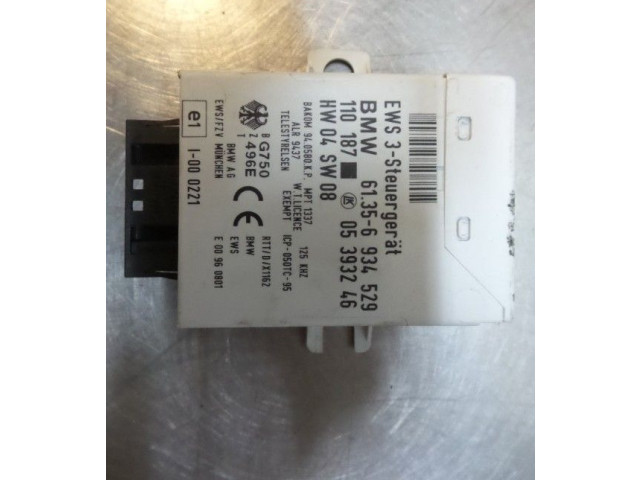 EWS 3-Steuergerät
BMW 61.35-6 934 529
110 187 05 3932 46
HW 04 SW 08
BAKOM 94.0580.K.P. MPT 1337 125 KHZ
ALR 9437 W.T.LICENCE ICP-050TC-95
TELESTYRELSEN EXEMPT
B Z T G750 496E CE RTT/D/X1162
BMW AG BMW EWS
EWS/FZV MÜNCHEN E 00 96 0801
e1 I-00 0221